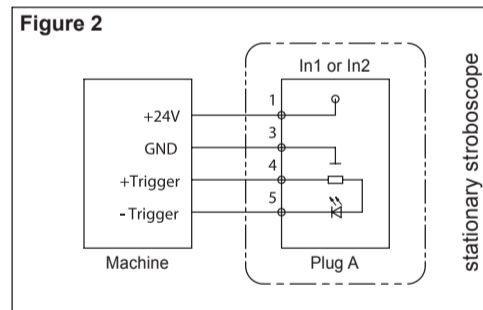 Figure 2
In1 or In2
+24V
1
GND
3
+Trigger
4
- Trigger
5
Machine
Plug A
stationary stroboscope